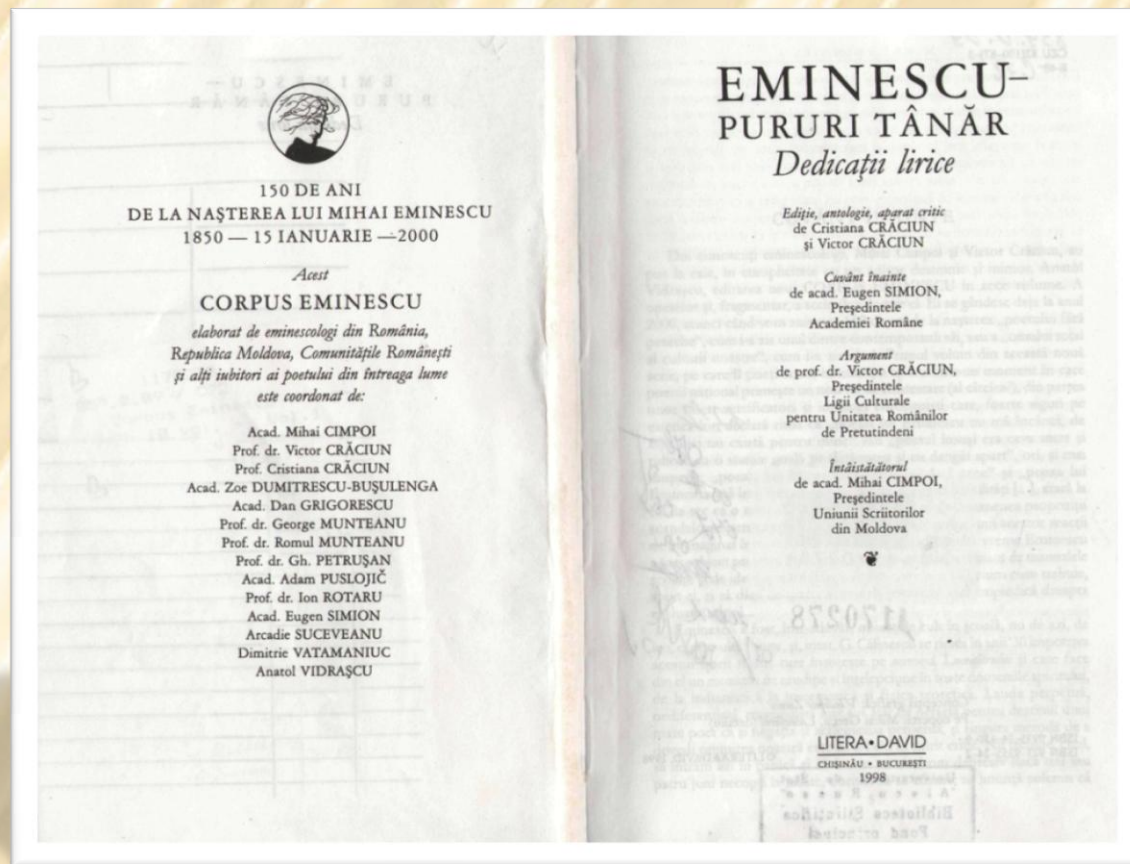 150 DE ANI
DE LA NAŞTEREA LUI MIHAI EMINESCU
1850 — 15 IANUARIE —2000
Acest
CORPUS EMINESCU
elaborat de eminescologi din România,
Republica Moldova, Comunităţile Româneşti
şi alţi iubitori ai poetului din întreaga lume
este coordonat de:
Acad. Mihai CIMPOI
Prof. dr. Victor CRĂCIUN
Prof. Cristiana CRĂCIUN
Acad. Zoe DUMITRESCU-BUŞULENGA
Acad. Dan GRIGORESCU
Prof. dr. George MUNTEANU
Prof. dr. Romul MUNTEANU
Prof. dr. Gh. PETRUŞAN
Acad. Adam PUSLOJIČ
Prof. dr. Ion ROTARU
Acad. Eugen SIMION
Arcadie SUCEVEANU
Dimitrie VATAMANIUC
Anatol VIDRAŞCU
EMINESCU–
PURURI TÂNĂR
Dedicaţii lirice
Ediţie, antologie, aparat critic
de Cristiana CRĂCIUN
şi Victor CRĂCIUN
Cuvânt înainte
de acad. Eugen SIMION,
Preşedintele
Academiei Române
Argument
de prof. dr. Victor CRĂCIUN,
Preşedintele
Ligii Culturale
pentru Unitatea Românilor
de Pretutindeni
Întâistătătorul
de acad. Mihai CIMPOI,
Preşedintele
Uniunii Scriitorilor
din Moldova
LITERA•DAVID
CHIŞINĂU • BUCUREŞTI
1998